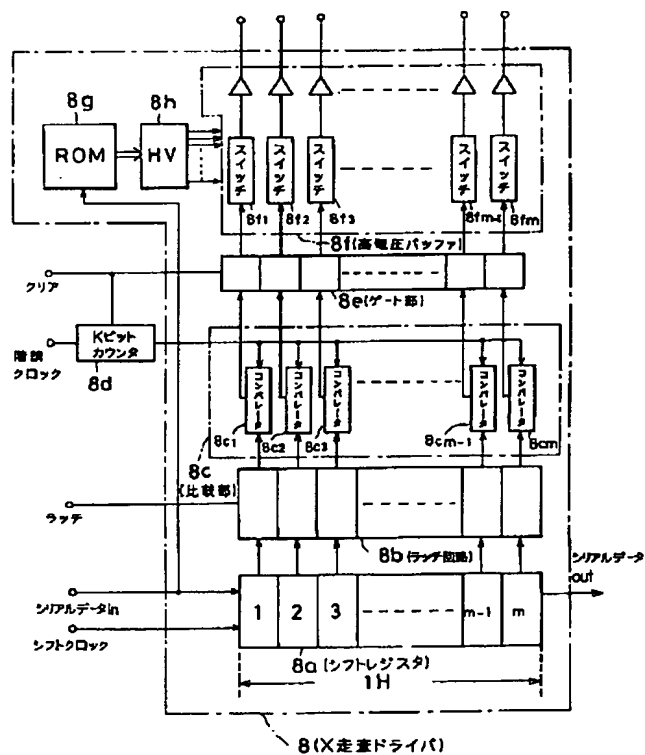 8g
8h
ROM
HV
スイッチ
スイッチ
スイッチ
スイッチ
スイッチ
8f1
8f2
8f3
8fm-1
8fm
8f(高電圧バッファ)
クリア
8e(ゲート部)
Kビット
カウンタ
階調
クロック
8d
コンパレータ
コンパレータ
コンパレータ
コンパレータ
コンパレータ
8c1
8c2
8c3
8cm-1
8cm
8c
(比較部)
ラッチ
8b(ラッチ回路)
シリアルデータ
out
シリアルデータin
1
2
3
m-1
m
シフトクロック
8a(シフトレジスタ)
1H
8(X走査ドライバ)